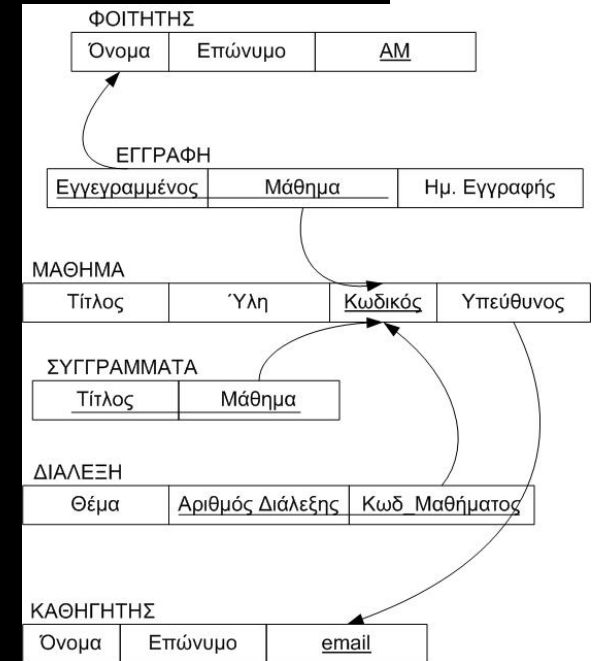 ΦΟΙΤΗΤΗΣ
Όνομα Επώνυμο ΑΜ
ΕΓΓΡΑΦΗ
Εγγεγραμμένος Μάθημα Ημ. Εγγραφής
ΜΑΘΗΜΑ
Τίτλος Ύλη Κωδικός Υπεύθυνος
ΣΥΓΓΡΑΜΜΑΤΑ
Τίτλος Μάθημα
ΔΙΑΛΕΞΗ
Θέμα Αριθμός Διάλεξης Κωδ_Μαθήματος
ΚΑΘΗΓΗΤΗΣ
Όνομα Επώνυμο email